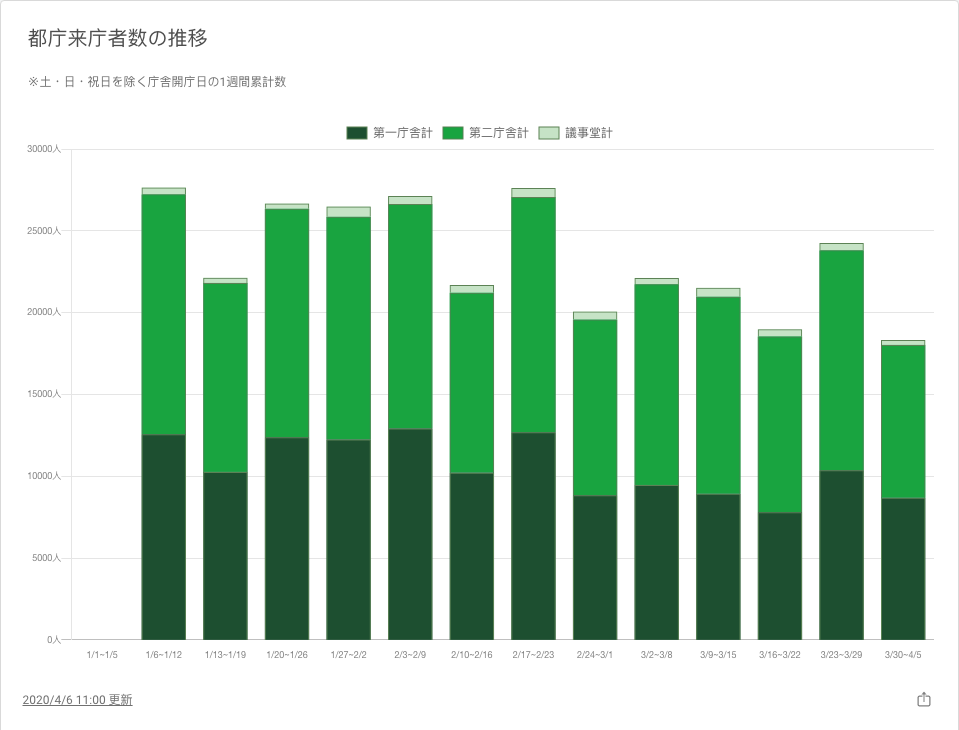 都庁来庁者数の推移
※土・日・祝日を除く庁舎開庁日の1週間累計数
第一庁舎計 第二庁舎計 議事堂計
30000人
25000人
20000人
15000人
10000人
5000人
0人
1/1~1/5 1/6~1/12 1/13~1/19 1/20~1/26 1/27~2/2 2/3~2/9 2/10~2/16 2/17~2/23 2/24~3/1 3/2~3/8 3/9~3/15 3/16~3/22 3/23~3/29 3/30~4/5
2020/4/6 11:00 更新